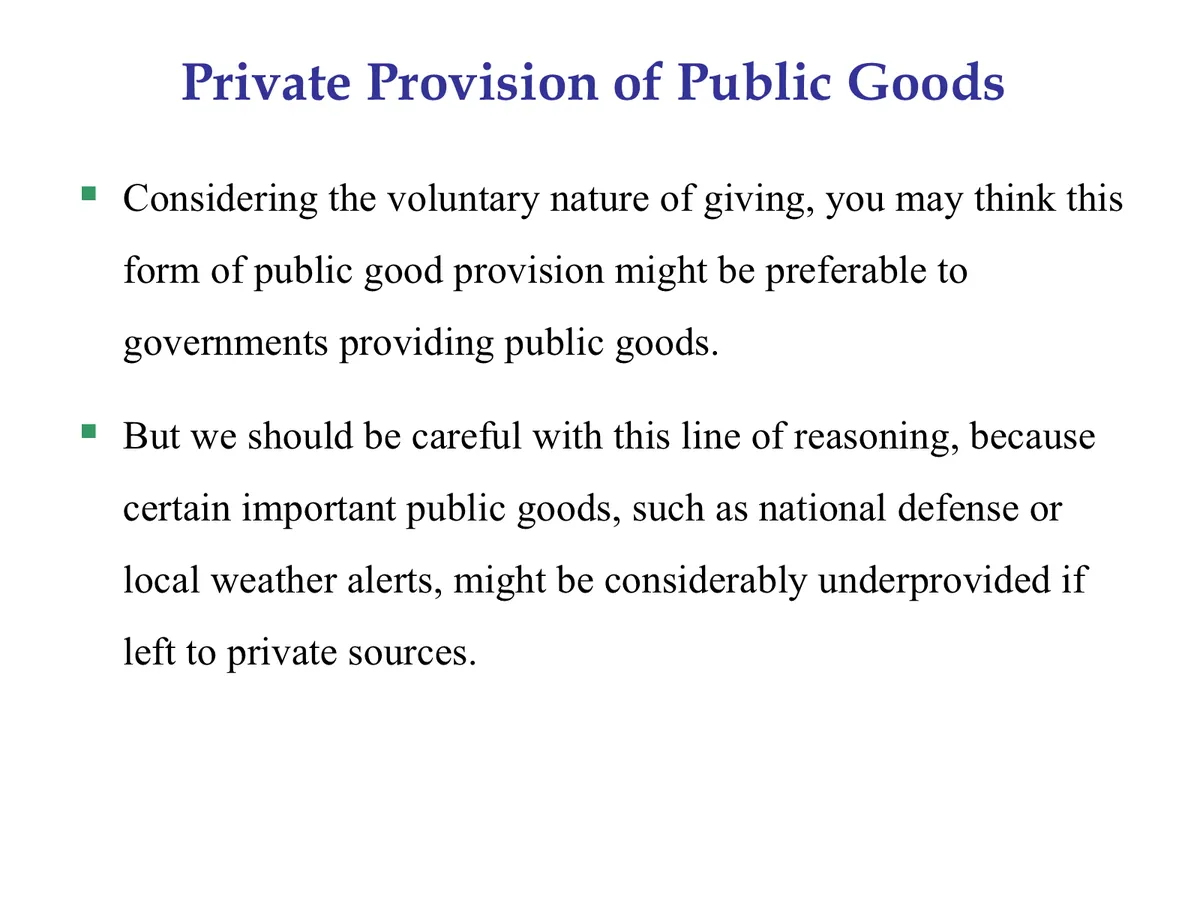 Private Provision of Public Goods
Considering the voluntary nature of giving, you may think this
form of public good provision might be preferable to
governments providing public goods.
But we should be careful with this line of reasoning, because
certain important public goods, such as national defense or
local weather alerts, might be considerably underprovided if
left to private sources.